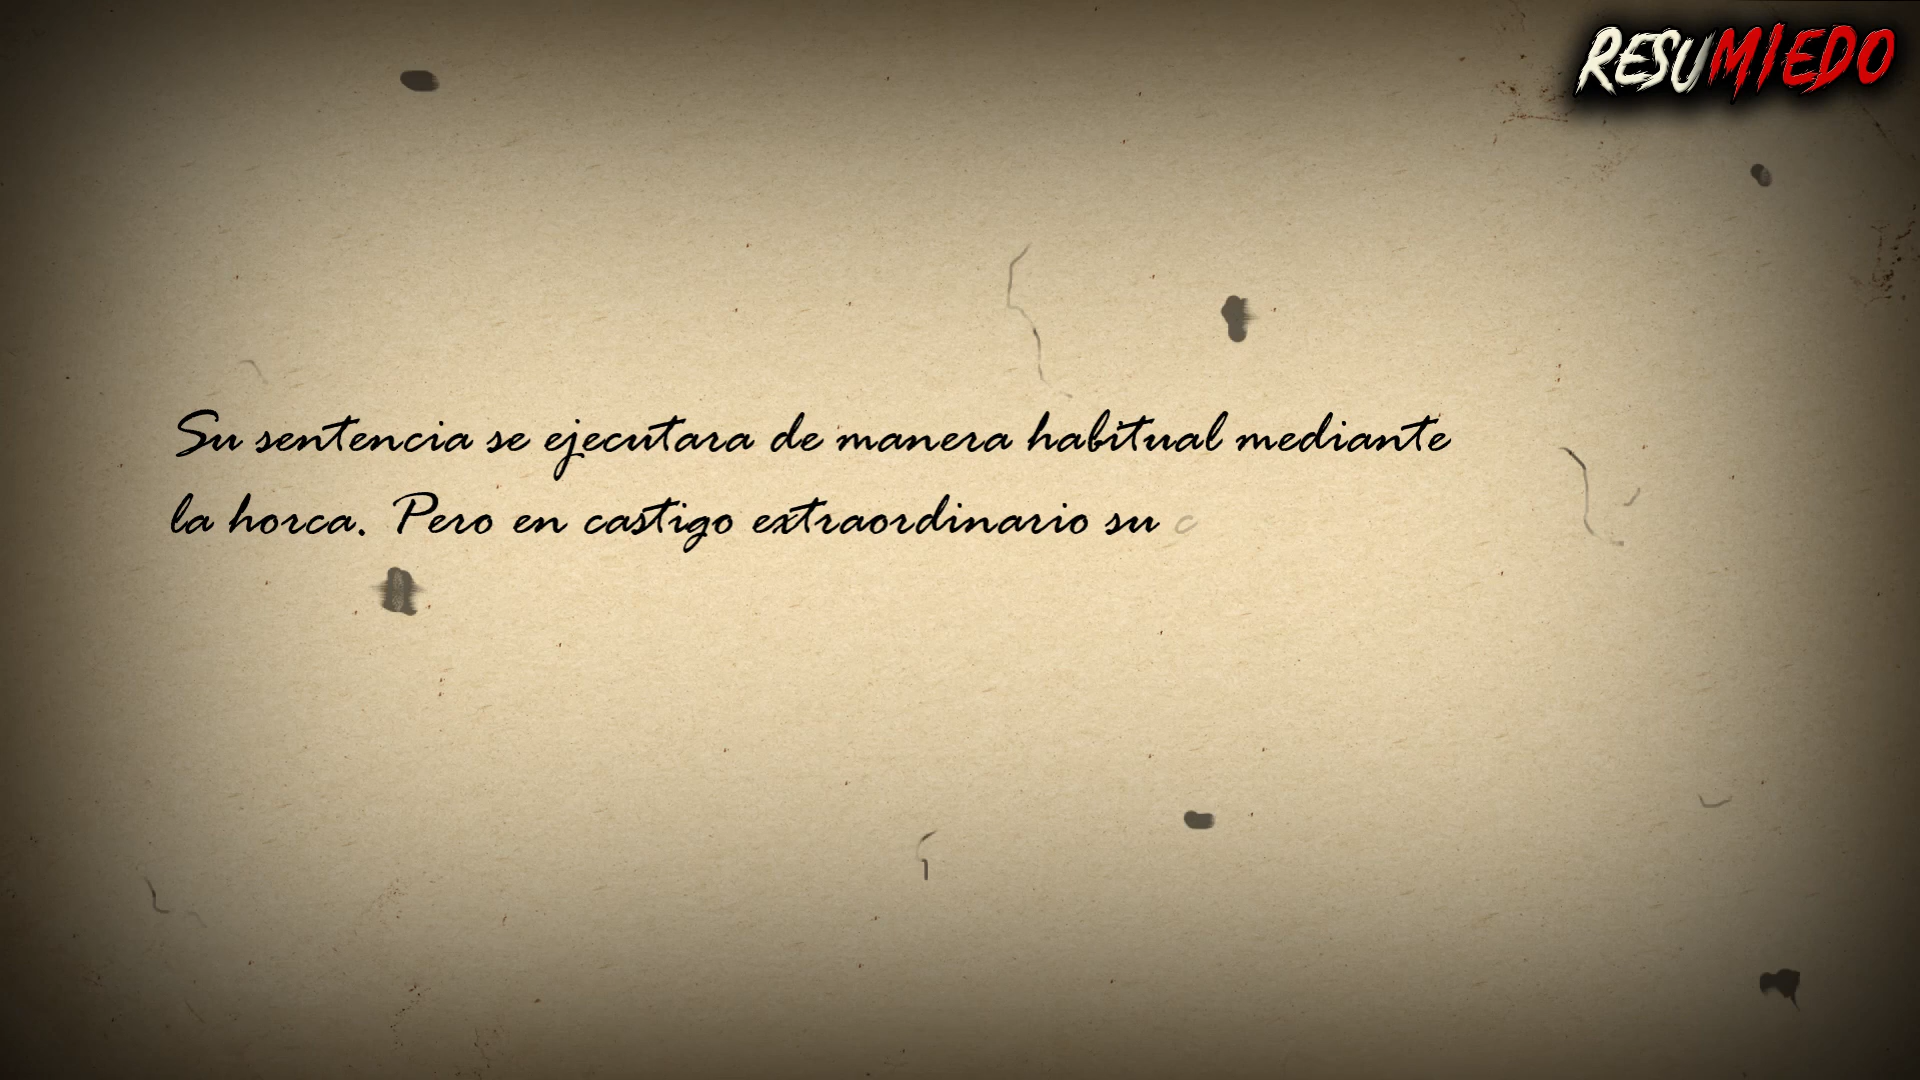 RESUMIEDO
Su sentencia se ejecutara de manera habitual mediante
la horca. Pero en castigo extraordinario su c